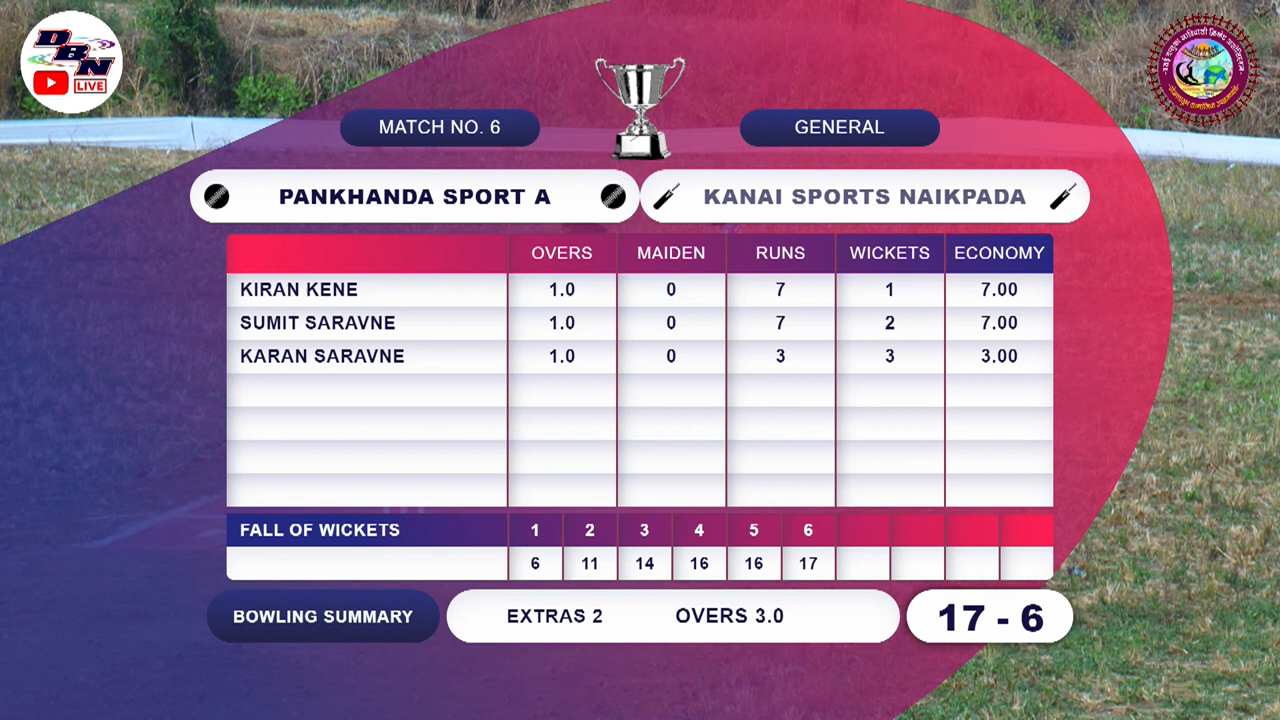 DBN
LIVE
MATCH NO. 6
GENERAL
PANKHANDA SPORT A
KANAI SPORTS NAIKPADA
OVERS MAIDEN RUNS WICKETS ECONOMY
KIRAN KENE 1.0 0 7 1 7.00
SUMIT SARAVNE 1.0 0 7 2 7.00
KARAN SARAVNE 1.0 0 3 3 3.00
FALL OF WICKETS 1 2 3 4 5 6
6 11 14 16 16 17
BOWLING SUMMARY
EXTRAS 2 OVERS 3.0
17 - 6